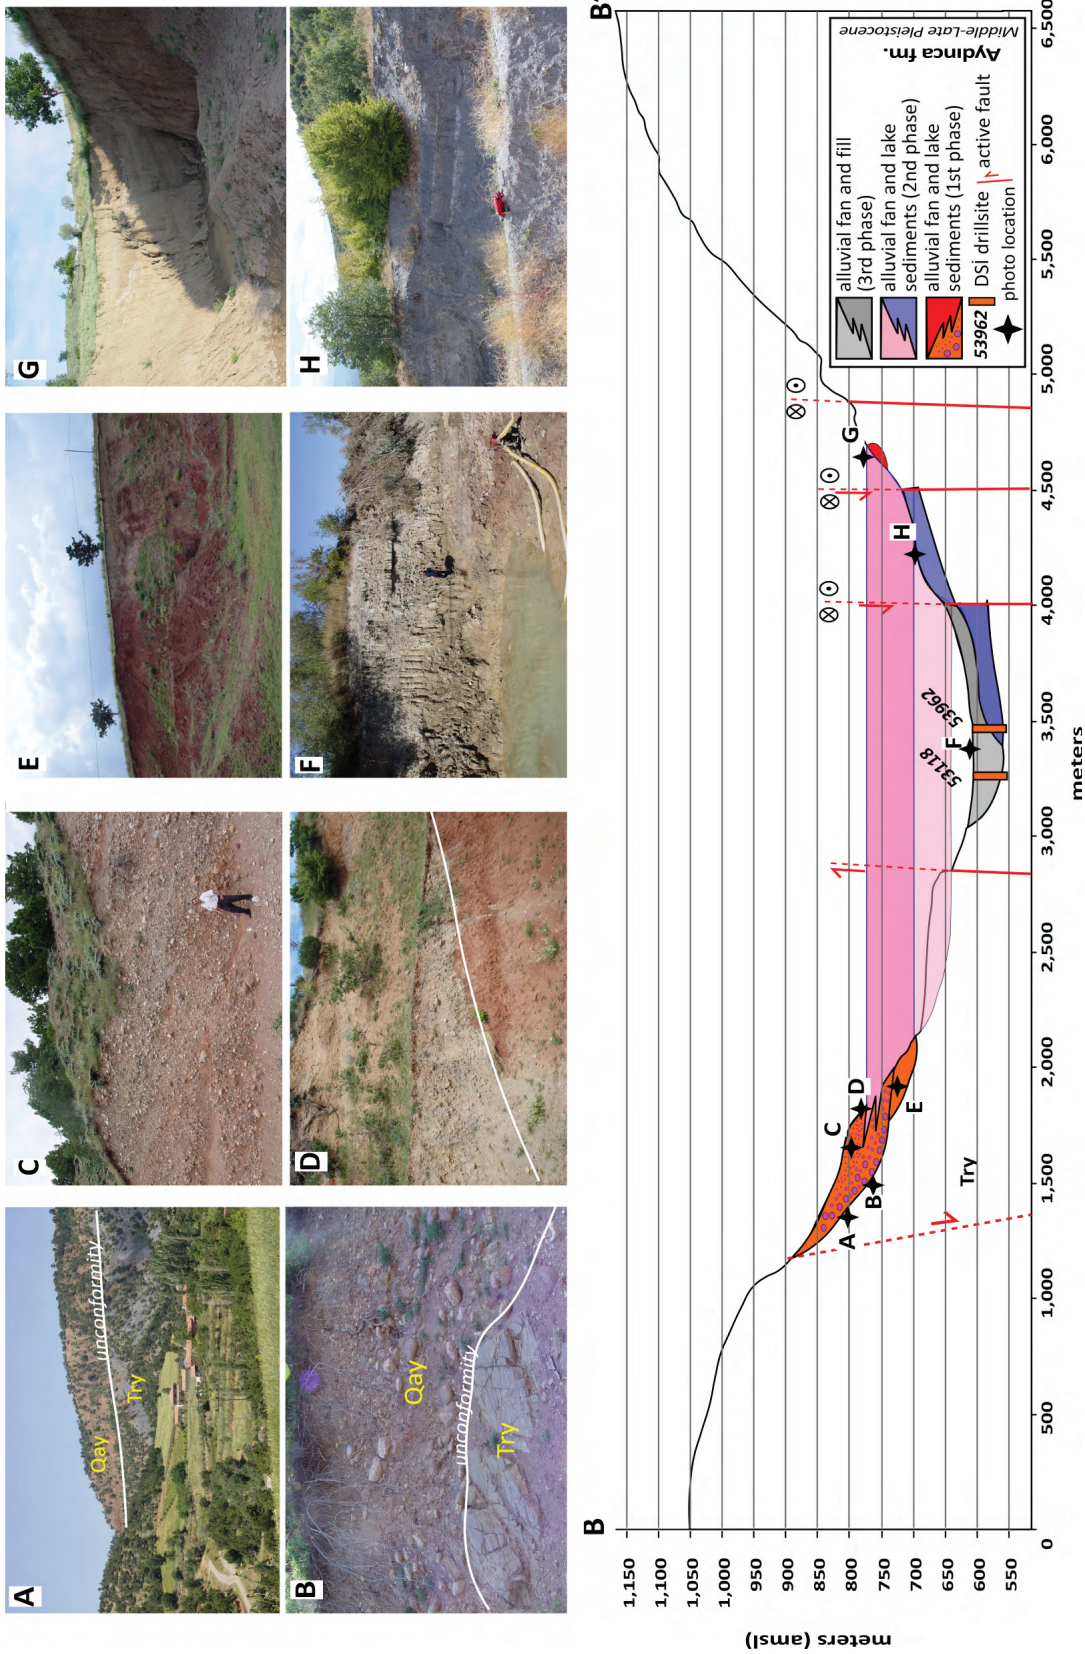 A
Qay
unconformity
Try
B
Qay
unconformity
Try
C
D
E
F
G
H
B
B'
meters (amsl)
1,150
1,100
1,050
1,000
950
900
850
800
750
700
650
600
550
0
500
1,000
1,500
2,000
2,500
3,000
3,500
4,000
4,500
5,000
5,500
6,000
6,500
meters
A
B
C
D
E
Try
53118
F
53962
H
G
alluvial fan and fill
(3rd phase)
alluvial fan and lake
sediments (2nd phase)
alluvial fan and lake
sediments (1st phase)
53962 DSI drillsite
active fault
photo location
Aydınca fm.
Middle-Late Pleistocene